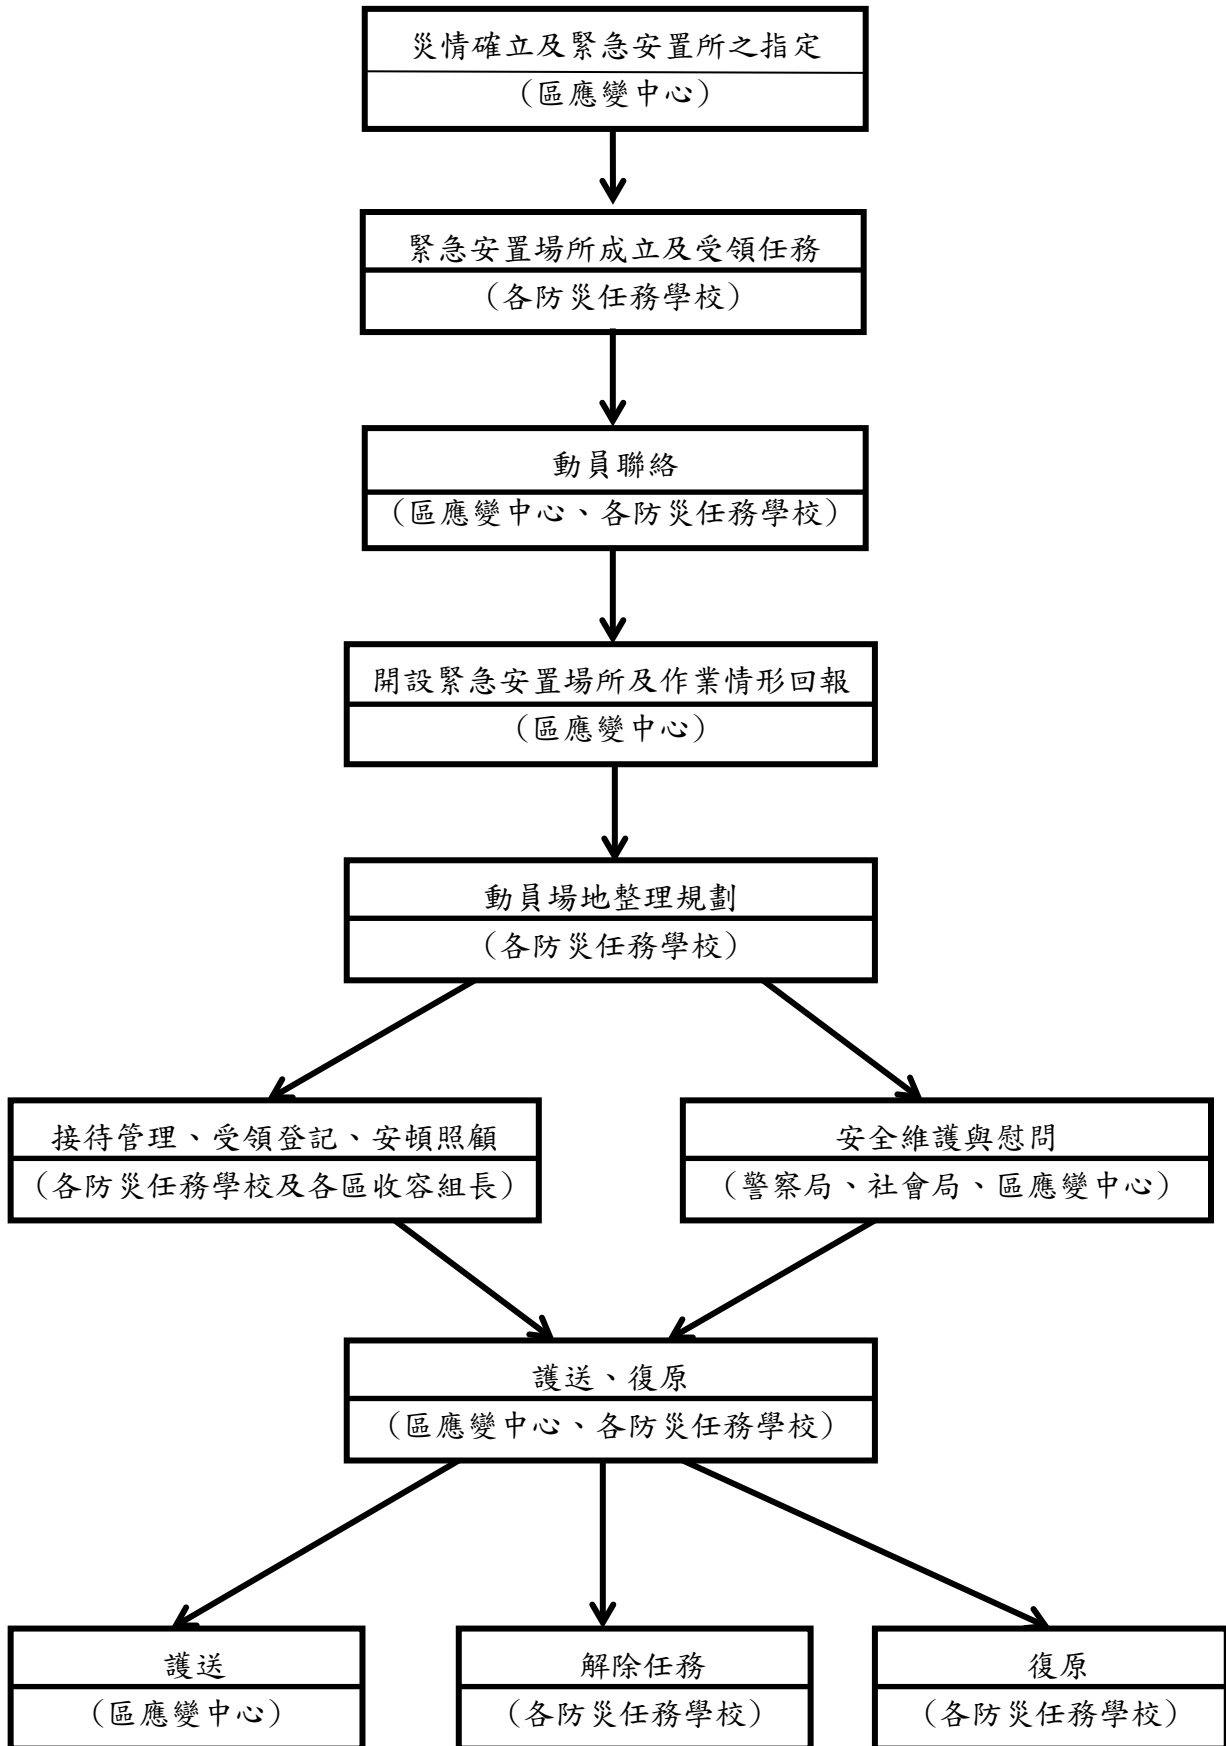 災情確立及緊急安置所之指定
（區應變中心）
緊急安置場所成立及受領任務
（各防災任務學校）
動員聯絡
（區應變中心、各防災任務學校）
開設緊急安置場所及作業情形回報
（區應變中心）
動員場地整理規劃
（各防災任務學校）
接待管理、受領登記、安頓照顧
（各防災任務學校及各區收容組長）
安全維護與慰問
（警察局、社會局、區應變中心）
護送、復原
（區應變中心、各防災任務學校）
護送
（區應變中心）
解除任務
（各防災任務學校）
復原
（各防災任務學校）